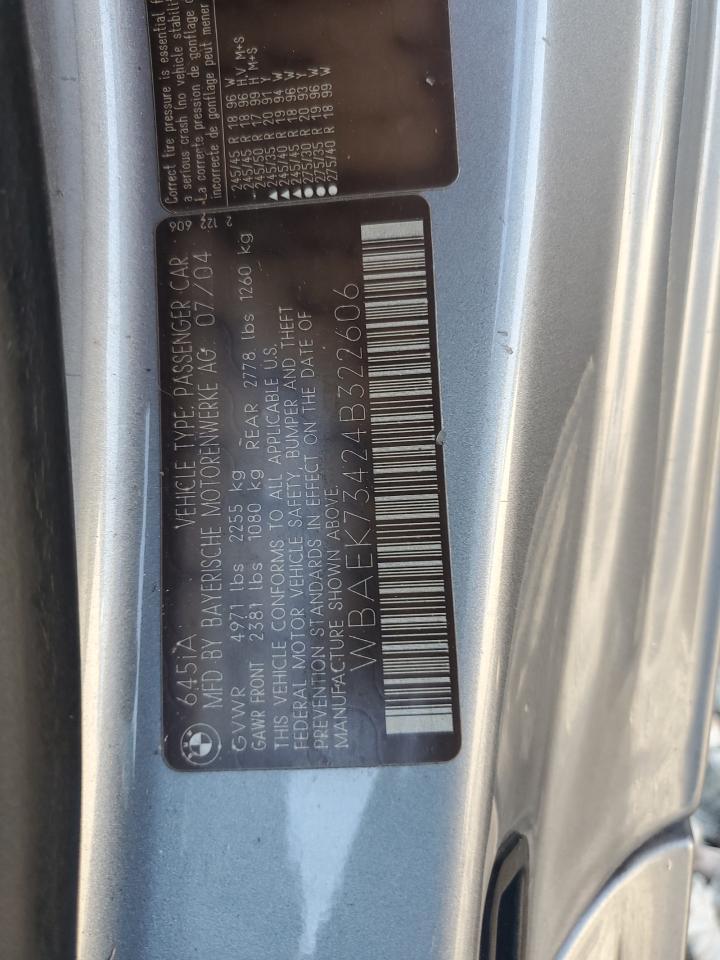 Correct tire pressure is essential
a serious crash (no vehicle stabili
La correcte pression de gonflage
incorrecte de gonflage peut mener
245/45 R 18 96 W
245/45 R 18 96 H,V M+S
245/50 R 17 99 H M+S
245/35 R 20 91 Y
245/40 R 19 94 W
245/45 R 18 96 W
275/30 R 20 93 Y
275/35 R 19 96 W
275/40 R 18 99 W
606
6451A VEHICLE TYPE: PASSENGER CAR
MFD BY BAYERISCHE MOTORENWERKE AG 07/04
GVWR 4971 lbs 2255 kg
GAWR FRONT 2381 lbs 1080 kg REAR 2778 lbs 1260 kg
THIS VEHICLE CONFORMS TO ALL APPLICABLE U.S.
FEDERAL MOTOR VEHICLE SAFETY, BUMPER AND THEFT
PREVENTION STANDARDS IN EFFECT ON THE DATE OF
MANUFACTURE SHOWN ABOVE
WBAEK73424B322606